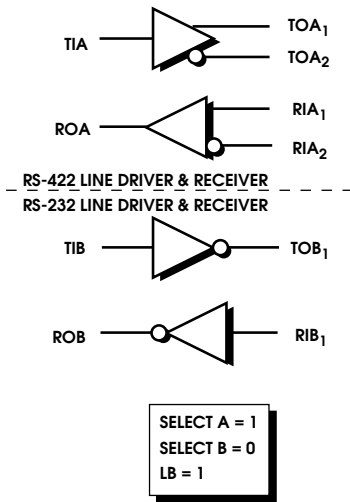 TIA
TOA1
TOA2
ROA
RIA1
RIA2
RS-422 LINE DRIVER & RECEIVER
RS-232 LINE DRIVER & RECEIVER
TIB
TOB1
ROB
RIB1
SELECT A = 1
SELECT B = 0
LB = 1